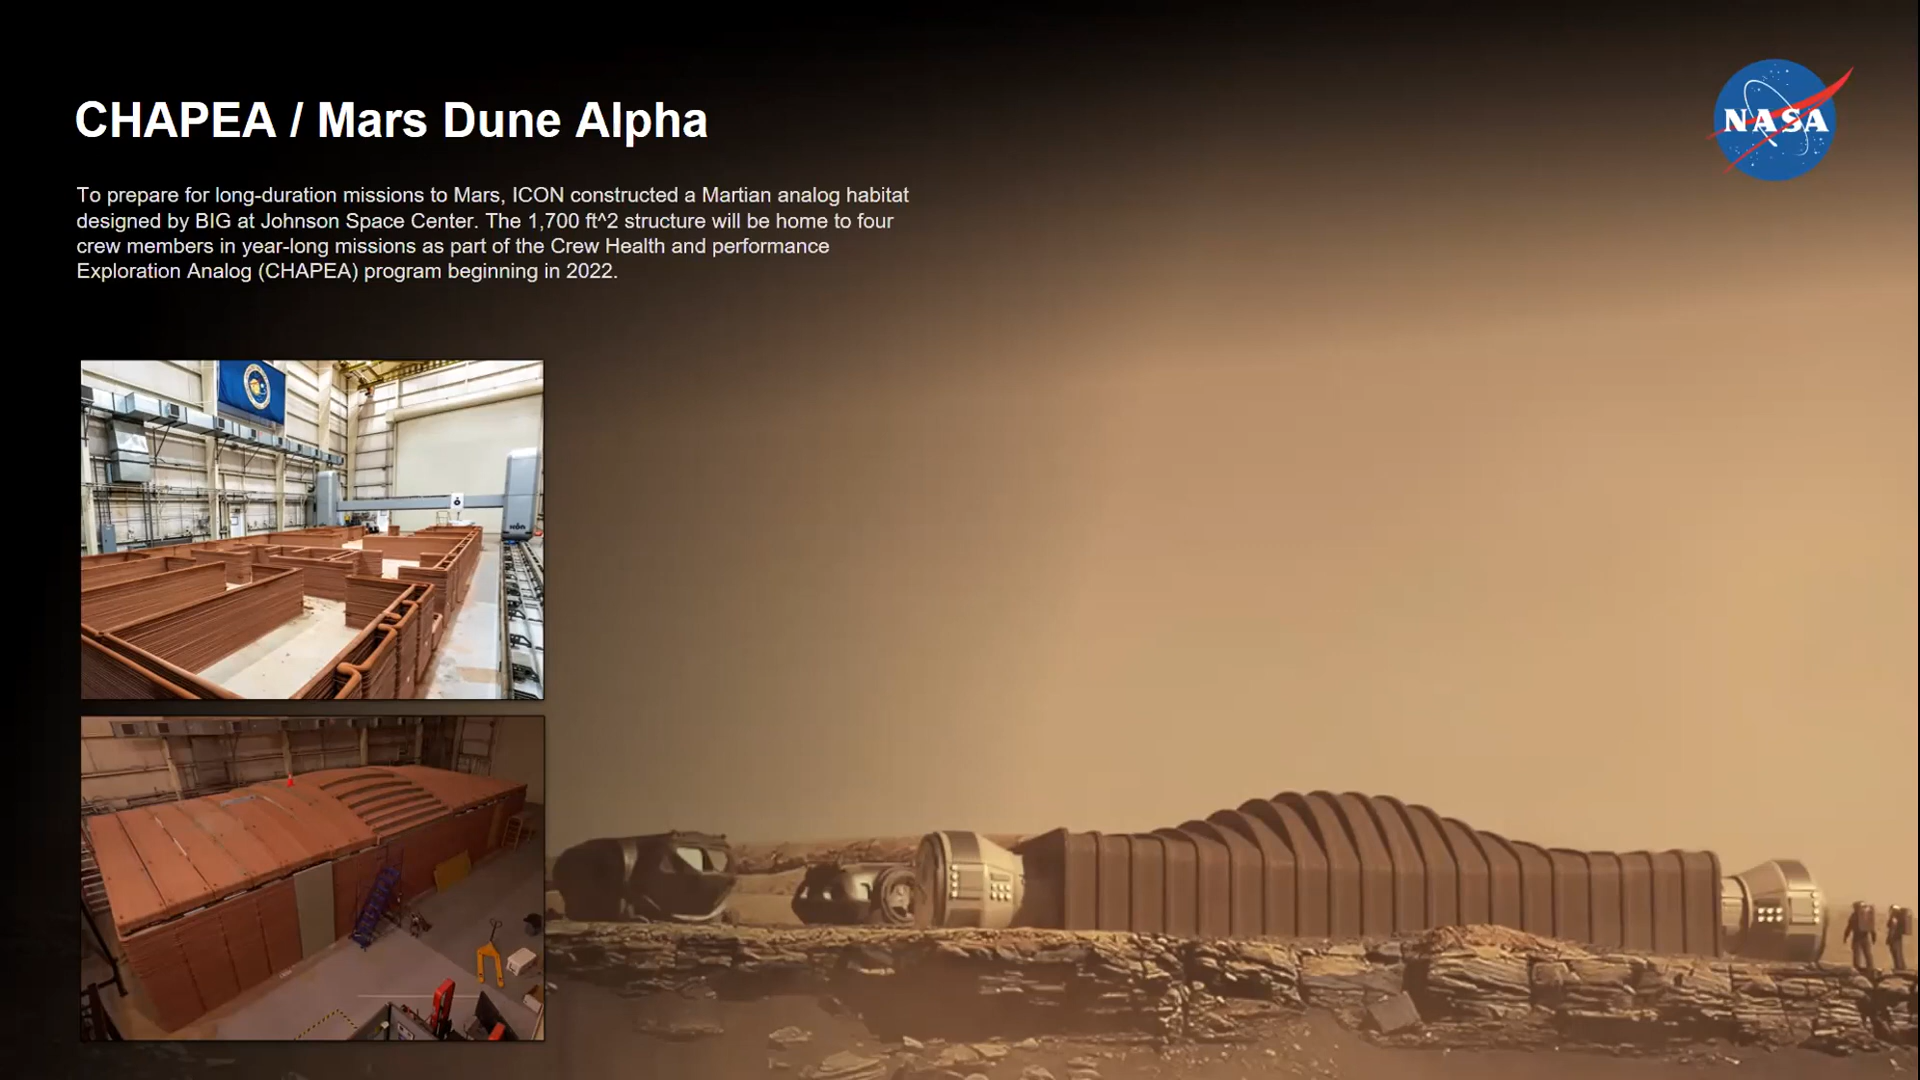 CHAPEA / Mars Dune Alpha
NASA
To prepare for long-duration missions to Mars, ICON constructed a Martian analog habitat
designed by BIG at Johnson Space Center. The 1,700 ft^2 structure will be home to four
crew members in year-long missions as part of the Crew Health and performance
Exploration Analog (CHAPEA) program beginning in 2022.
ICON